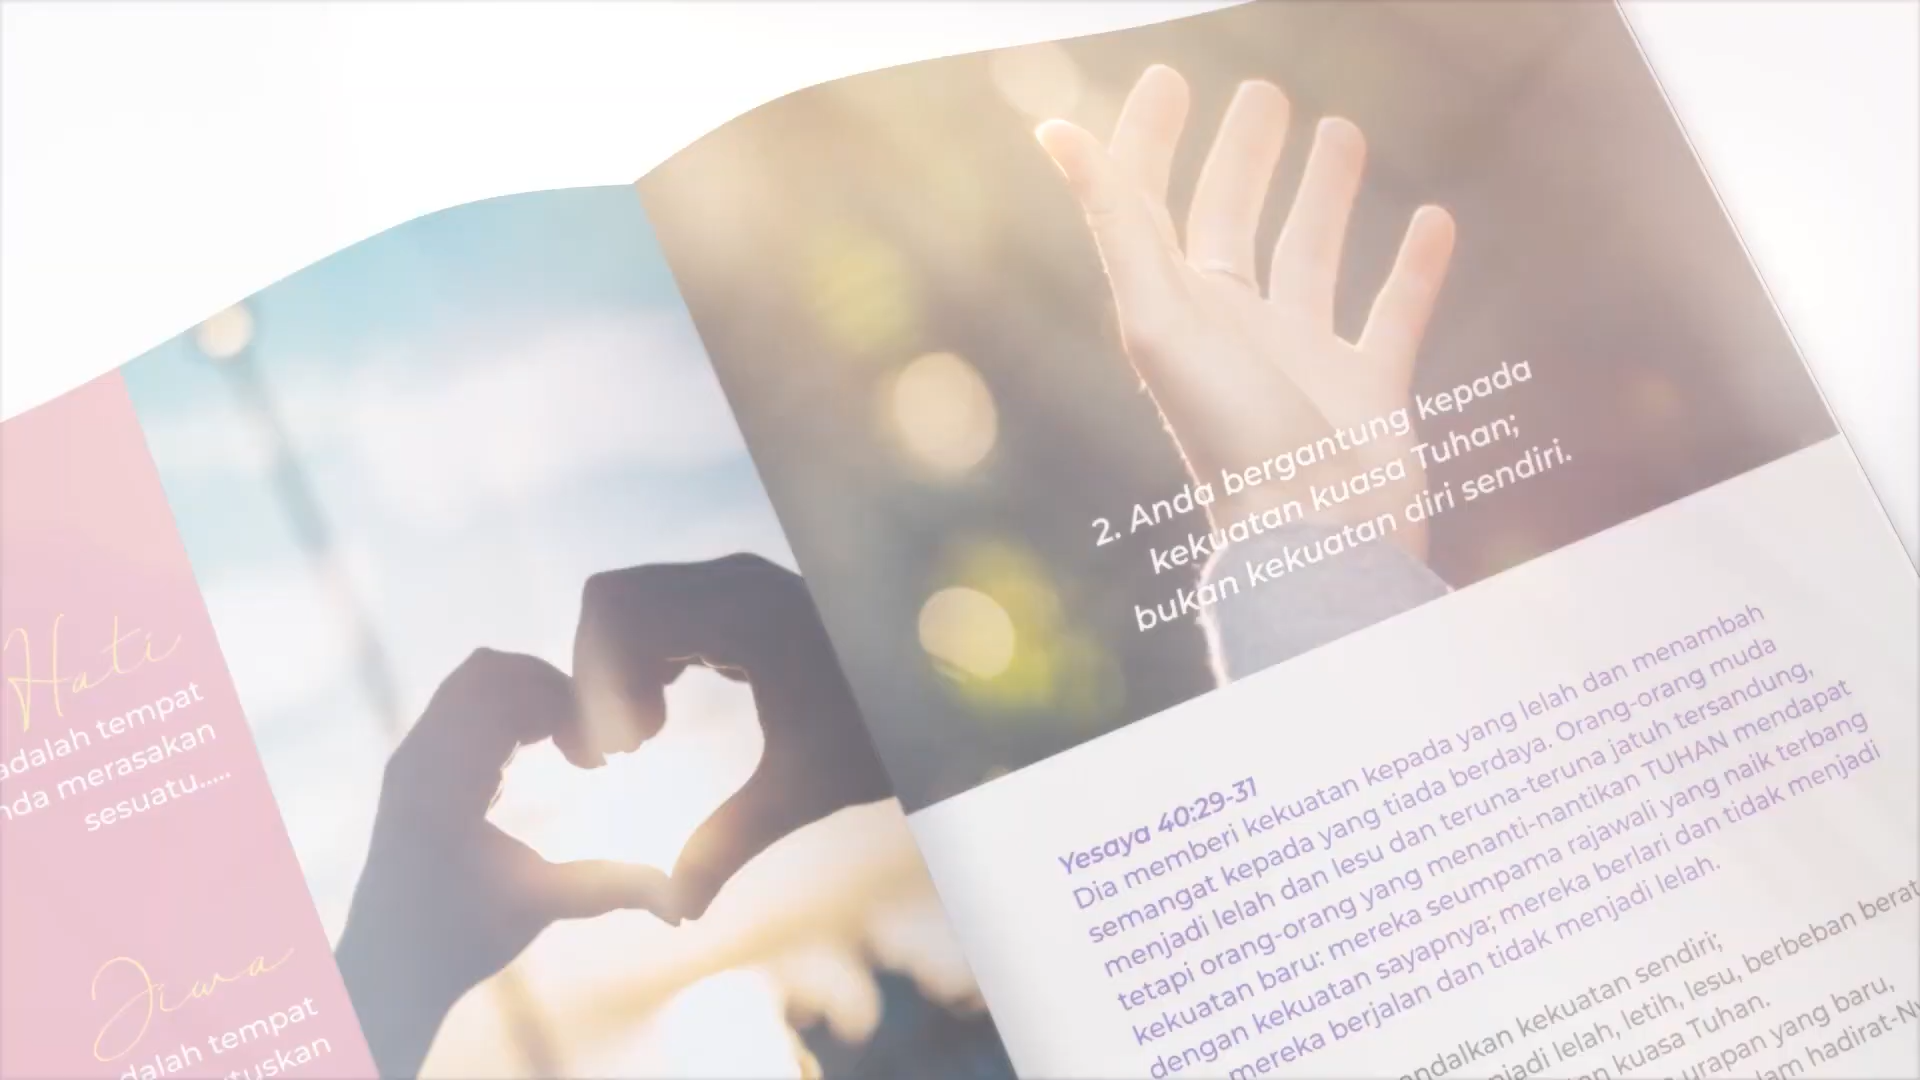 Hati
adalah tempat
merasakan
sesuatu.....
Jiwa
tempat
2. Anda bergantung kepada
kekuatan kuasa Tuhan;
bukan kekuatan diri sendiri.
Yesaya 40:29-31
Dia memberi kekuatan kepada yang lelah dan menambah
semangat kepada yang tiada berdaya. Orang-orang muda
menjadi lelah dan lesu dan teruna-teruna jatuh tersandung,
tetapi orang-orang yang menanti-nantikan TUHAN mendapat
kekuatan baru: mereka seumpama rajawali yang naik terbang
dengan kekuatan sayapnya; mereka berlari dan tidak menjadi
mereka berjalan dan tidak menjadi lelah.
kekuatan sendiri;
lelah, letih, lesu, berbeban berat
kuasa Tuhan.
urapan yang baru,
hadirat-Ny